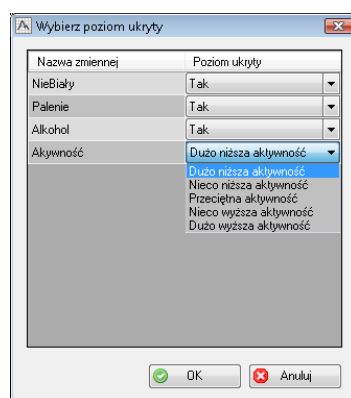 Wybierz poziom ukryty
Nazwa zmiennej Poziom ukryty
NieBiały Tak
Palenie Tak
Alkohol Tak
Akywność Dużo niższa aktywność
Dużo niższa aktywność
Nieco niższa aktywność
Przeciętna aktywność
Nieco wyższa aktywność
Dużo wyższa aktywność
OK Anuluj